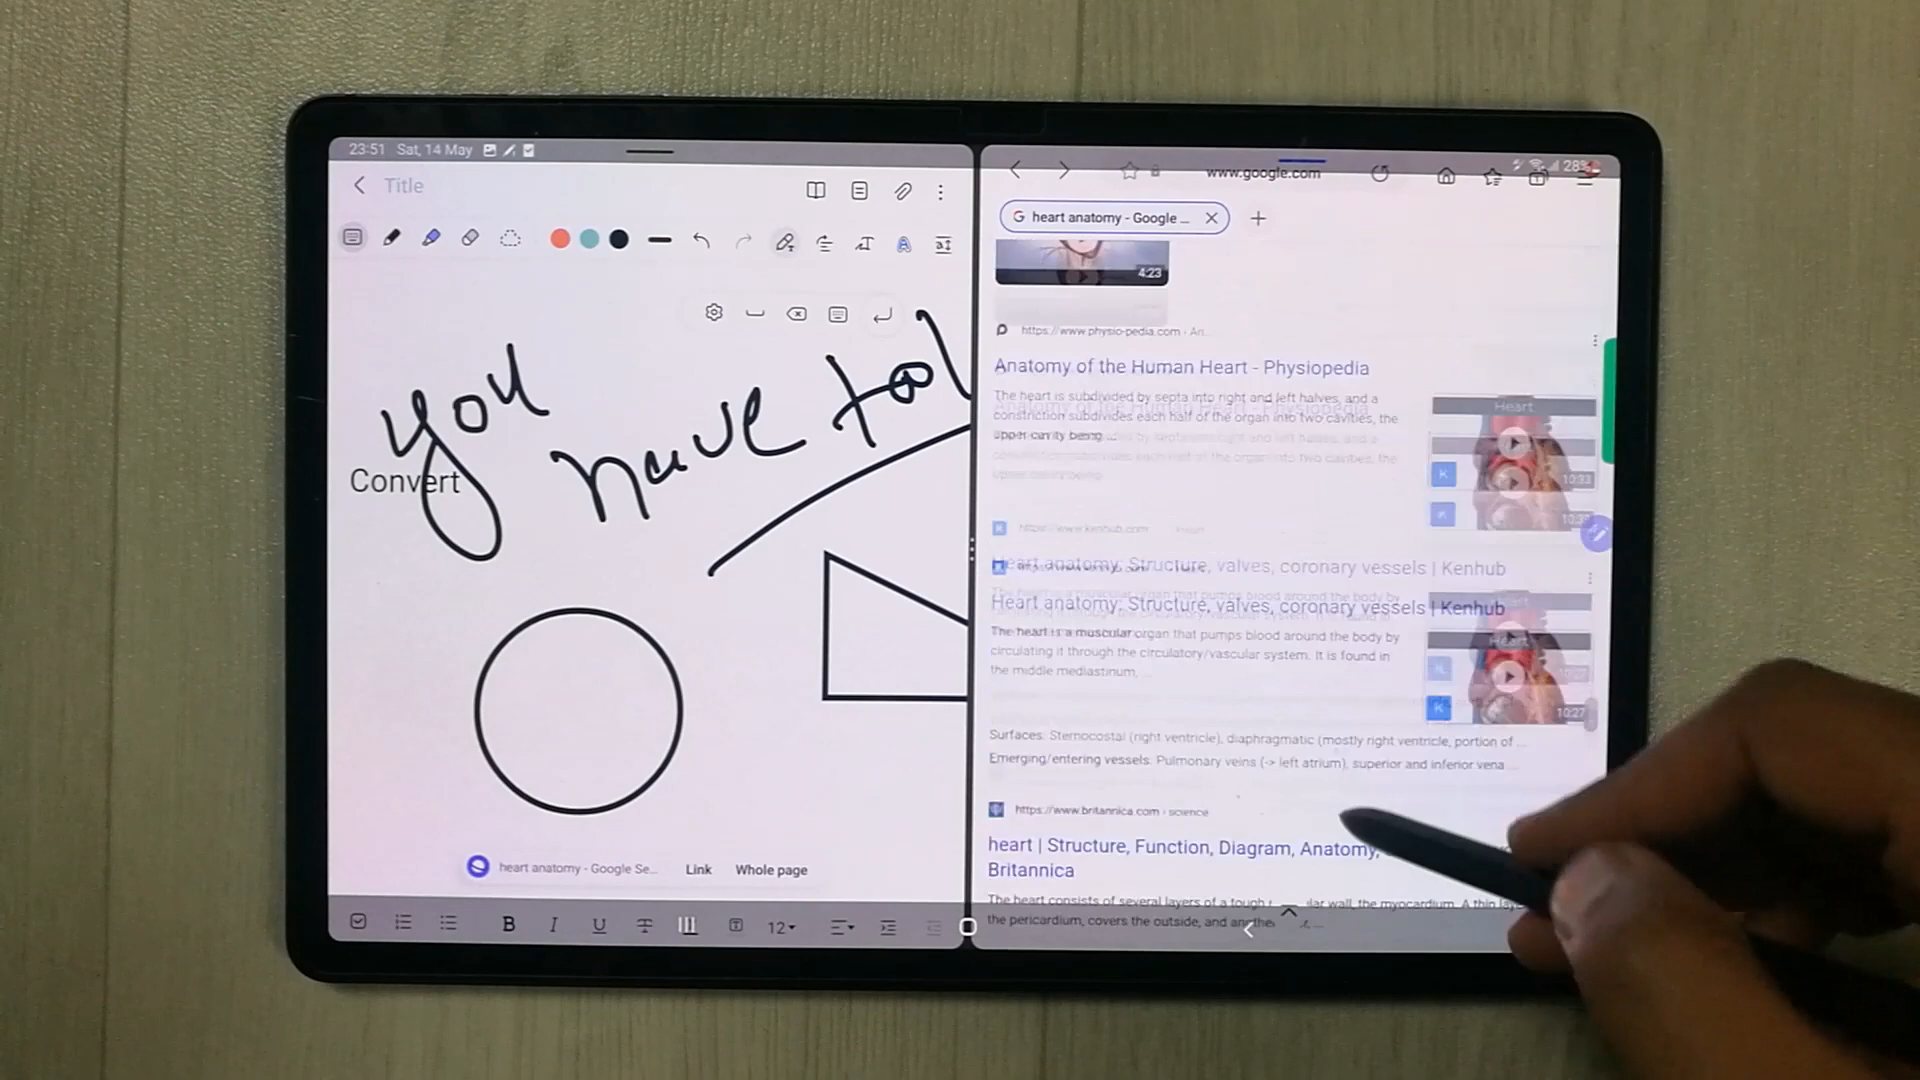 23:51 Sat, 14 May
Title
you have too
Convert
heart anatomy - Google Se...
Link
Whole page
B I U T
12
28%
www.google.com
heart anatomy - Google ...
4:23
https://www.physio-pedia.com › An...
Anatomy of the Human Heart - Physiopedia
The heart is subdivided by septa into right and left halves, and a
constriction subdivides each half of the organ into two cavities, the
upper cavity being
Heart
10:33
https://www.kenhub.com
Heart anatomy: Structure, valves, coronary vessels | Kenhub
Heart anatomy: Structure, valves, coronary vessels | Kenhub
The heart is a muscular organ that pumps blood around the body by
circulating it through the circulatory/vascular system. It is found in
the middle mediastinum, ...
Heart
K
10:27
Surfaces: Sternocostal (right ventricle), diaphragmatic (mostly right ventricle, portion of ...
Emerging/entering vessels: Pulmonary veins (-> left atrium), superior and inferior vena ...
https://www.britannica.com › science
heart | Structure, Function, Diagram, Anatomy,
Britannica
The heart consists of several layers of a tough wall, the myocardium. A thin
the pericardium, covers the outside, and another